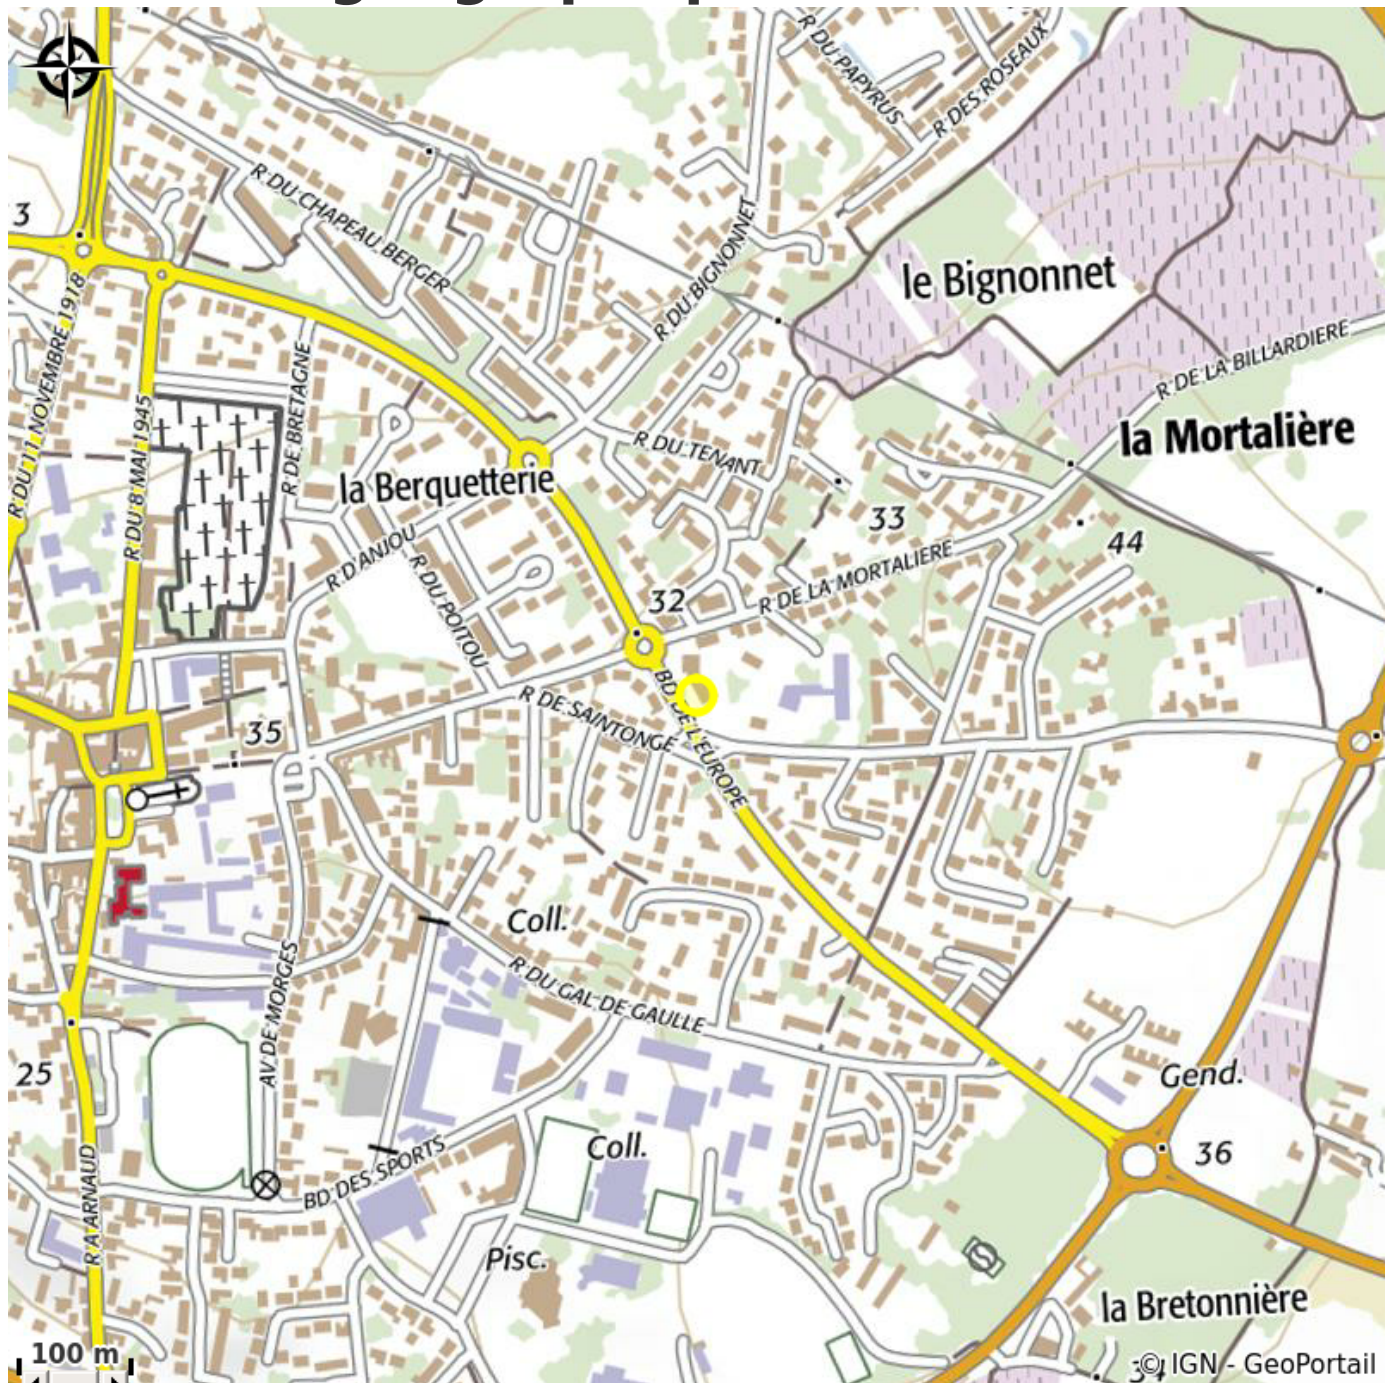 R DU PAPYRUS
R DES ROSEAUX
R DU CHAPEAU BERGER
3
R DU BIGNONNET
le Bignonnet
R DU 11 NOVEMBRE 1918
R DE LA BILLARDIERE
R DE BRETAGNE
R DU 8 MAI 1945
la Mortalière
R DU TENANT
la Berquetterie
33
44
R D'ANJOU
R DU POITOU
R DE LA MORTALIERE
32
R DE SAINTONGE
BD DE L'EUROPE
35
Coll.
R DU GAL DE GAULLE
AV DE MORGES
25
Gend.
Coll.
36
BD DES SPORTS
R A ARNAUD
Pisc.
la Bretonnière
100 m
34
© IGN - GeoPortail